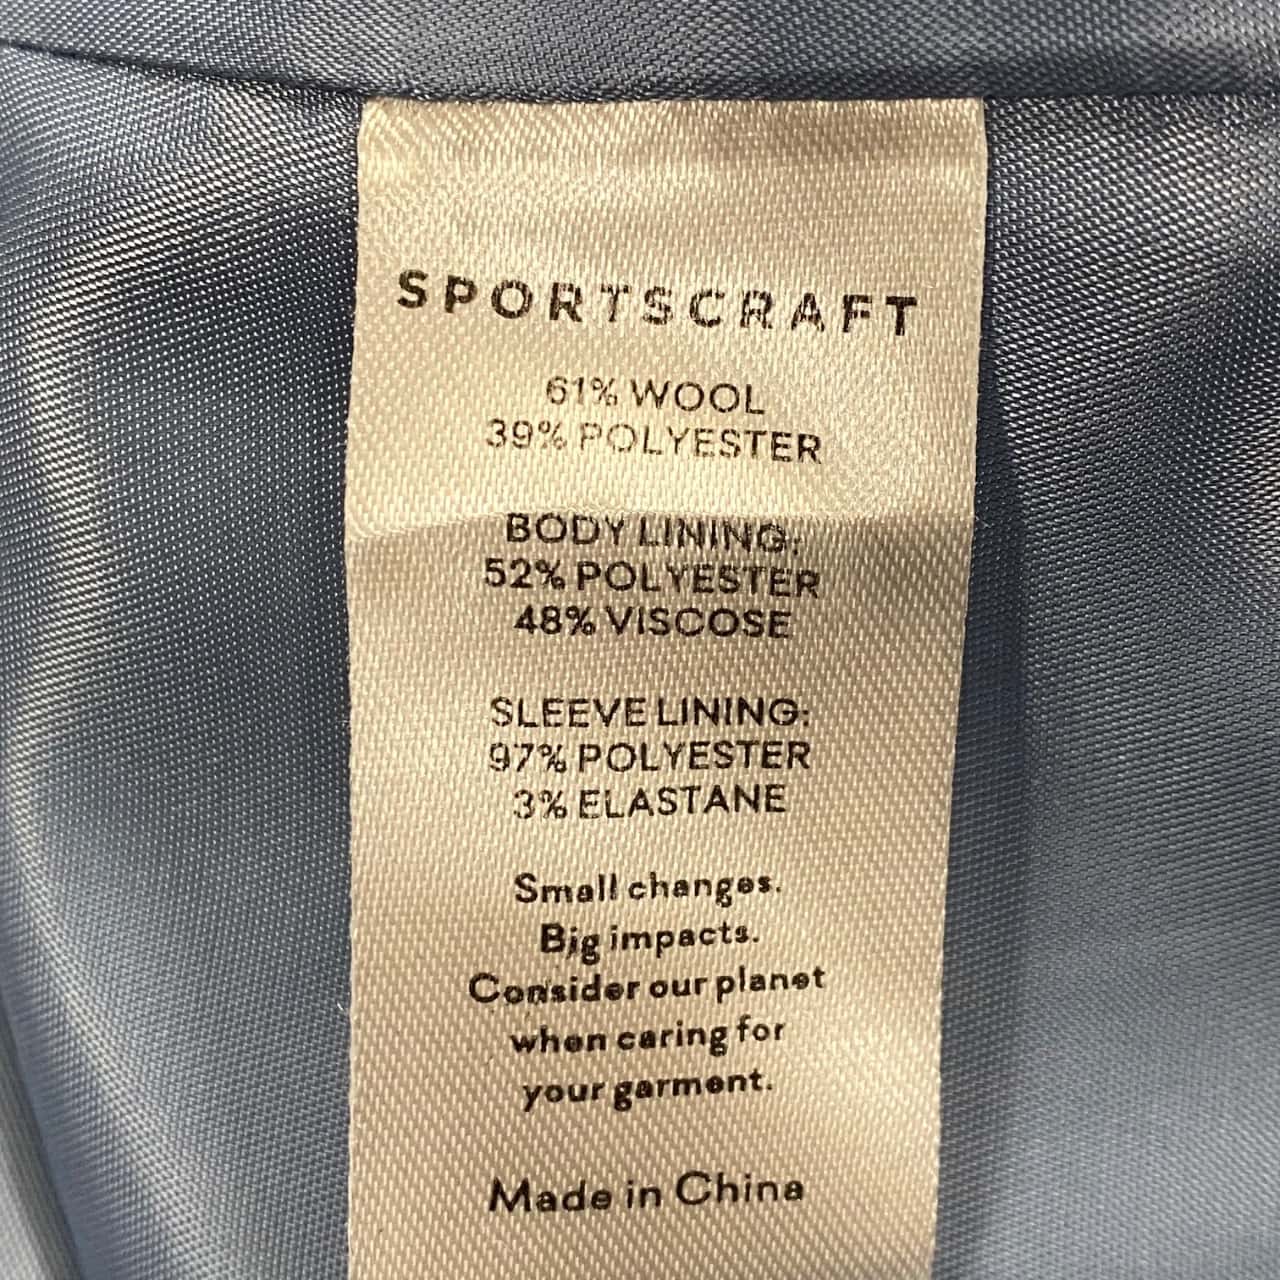 SPORTSCRAFT
61% WOOL
39% POLYESTER
BODY LINING:
52% POLYESTER
48% VISCOSE
SLEEVE LINING:
97% POLYESTER
3% ELASTANE
Small changes.
Big impacts.
Consider our planet
when caring for
your garment.
Made in China